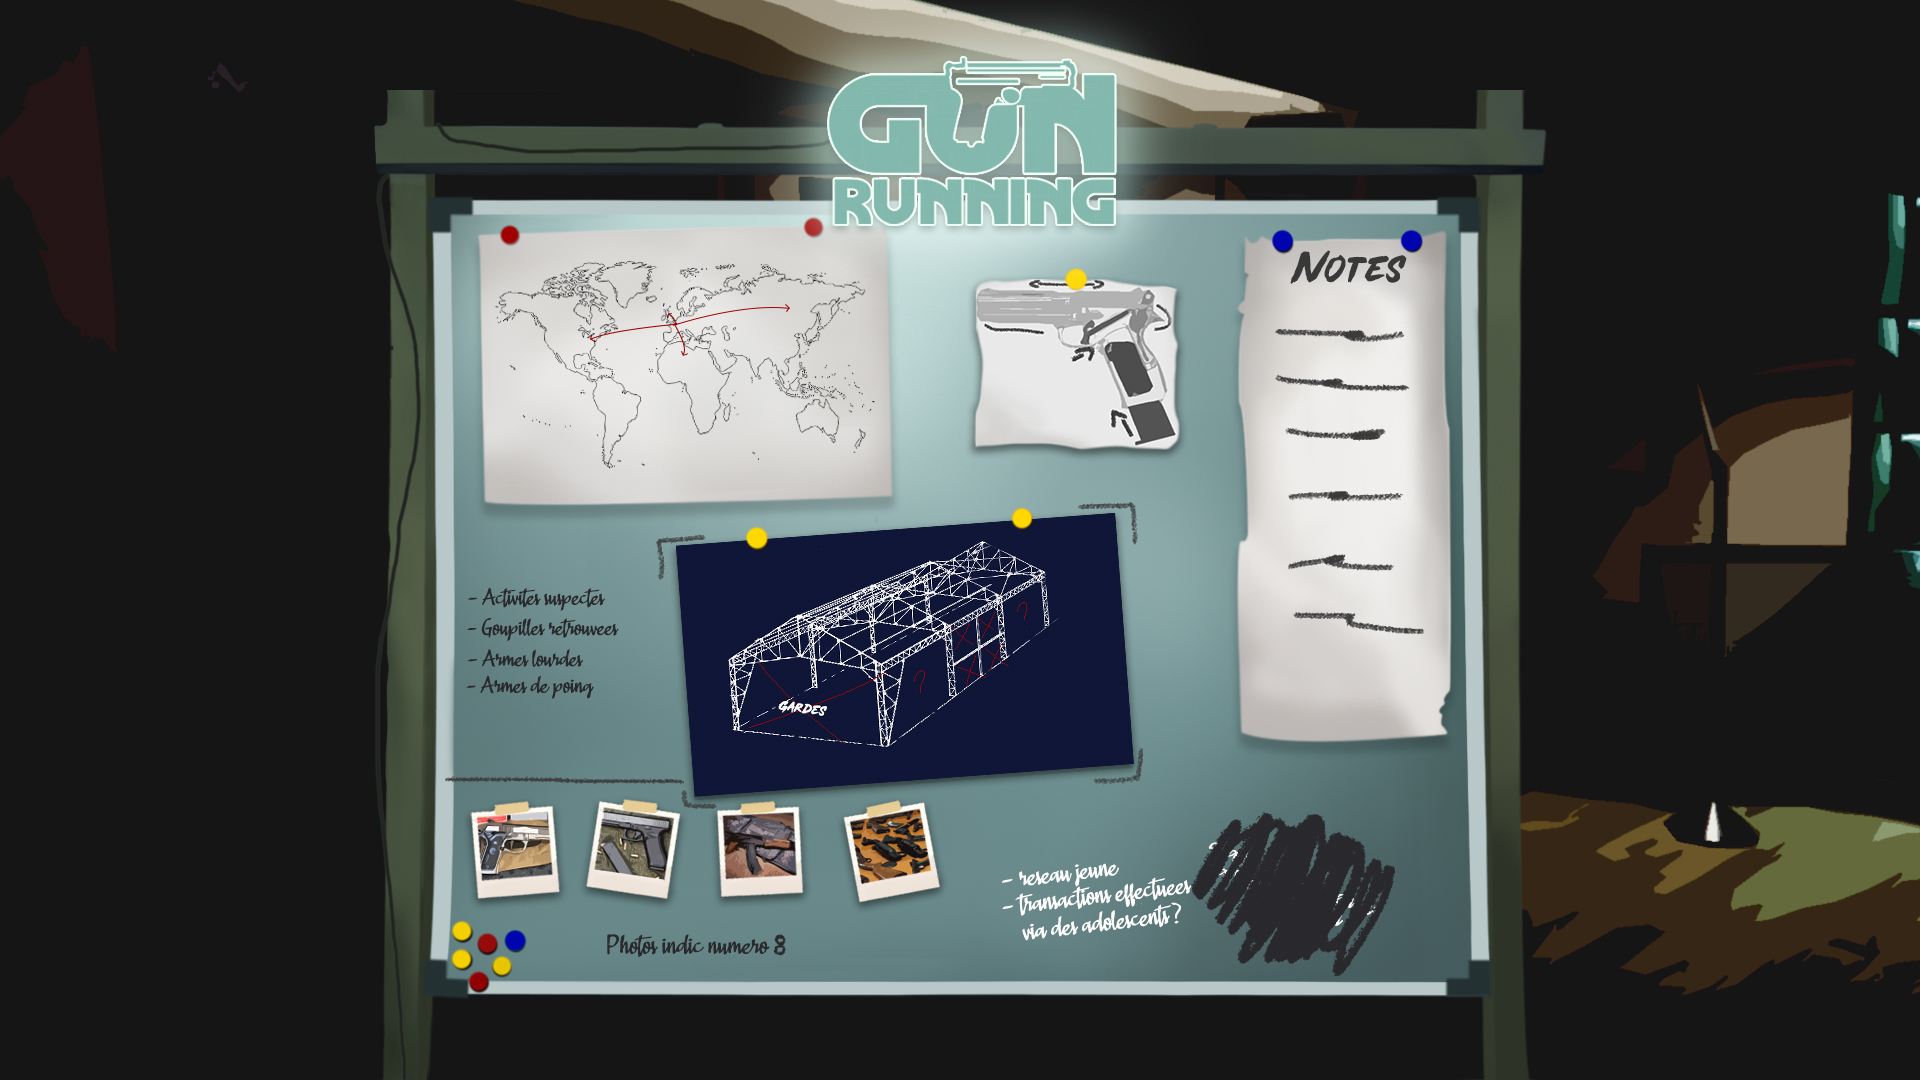 GUN
RUNNING
NOTES
- Activites suspectes
- Goupilles retrouvees
- Armes lourdes
- Armes de poing
?
?
GARDES
- reseau jeune
- transactions effectuees
via des adolescents ?
Photos indic numero 8